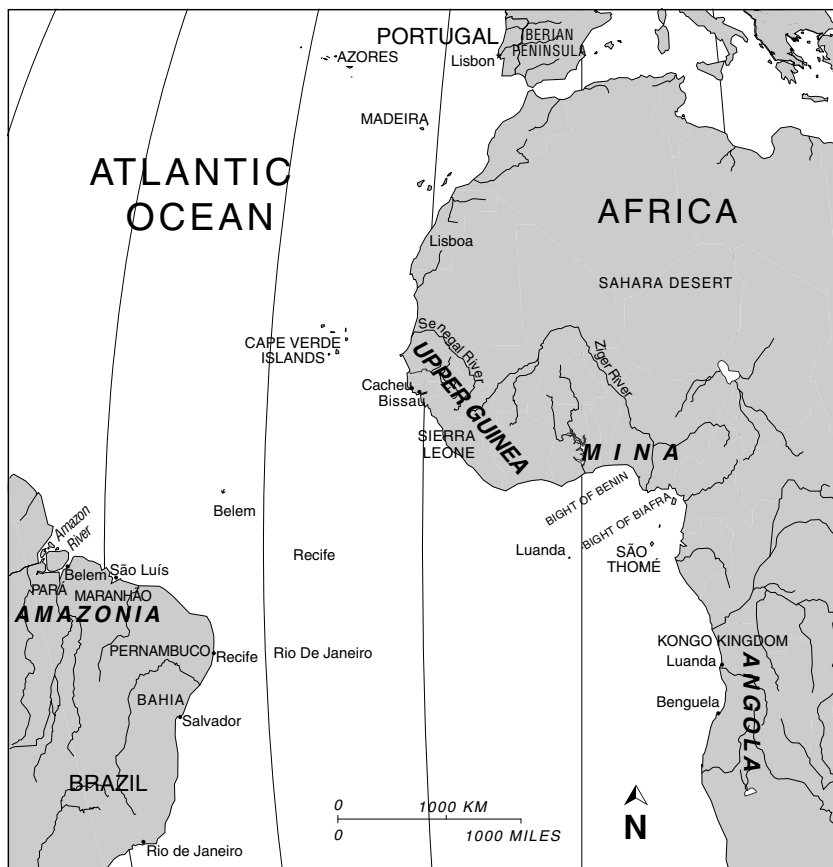 PORTUGAL
IBERIAN
PENINSULA
Lisbon
AZORES
MADEIRA
ATLANTIC
OCEAN
AFRICA
Lisboa
SAHARA DESERT
Senegal River
CAPE VERDE
ISLANDS
UPPER GUINEA
Ziger River
Cacheu
Bissau
SIERRA
LEONE
MINA
BIGHT OF BENIN
BIGHT OF BIAFRA
Belem
Amazon
River
Recife
Luanda
SÃO
THOMÉ
Belem
São Luís
PARÁ
MARANHÃO
AMAZONIA
PERNAMBUCO
Recife
Rio De Janeiro
KONGO KINGDOM
Luanda
ANGOLA
BAHIA
Salvador
Benguela
BRAZIL
0 1000 KM
0 1000 MILES
N
Rio de Janeiro